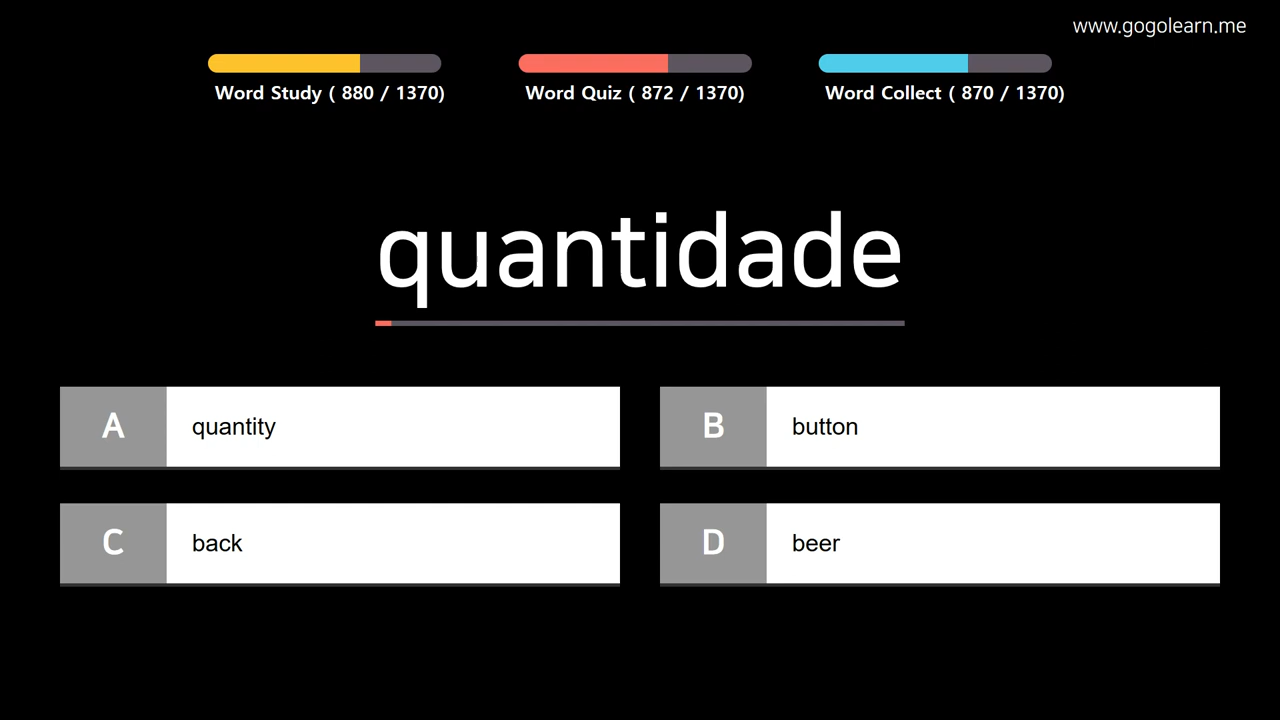 www.gogolearn.me
Word Study ( 880 / 1370)
Word Quiz ( 872 / 1370)
Word Collect ( 870 / 1370)
quantidade
A quantity
B button
C back
D beer